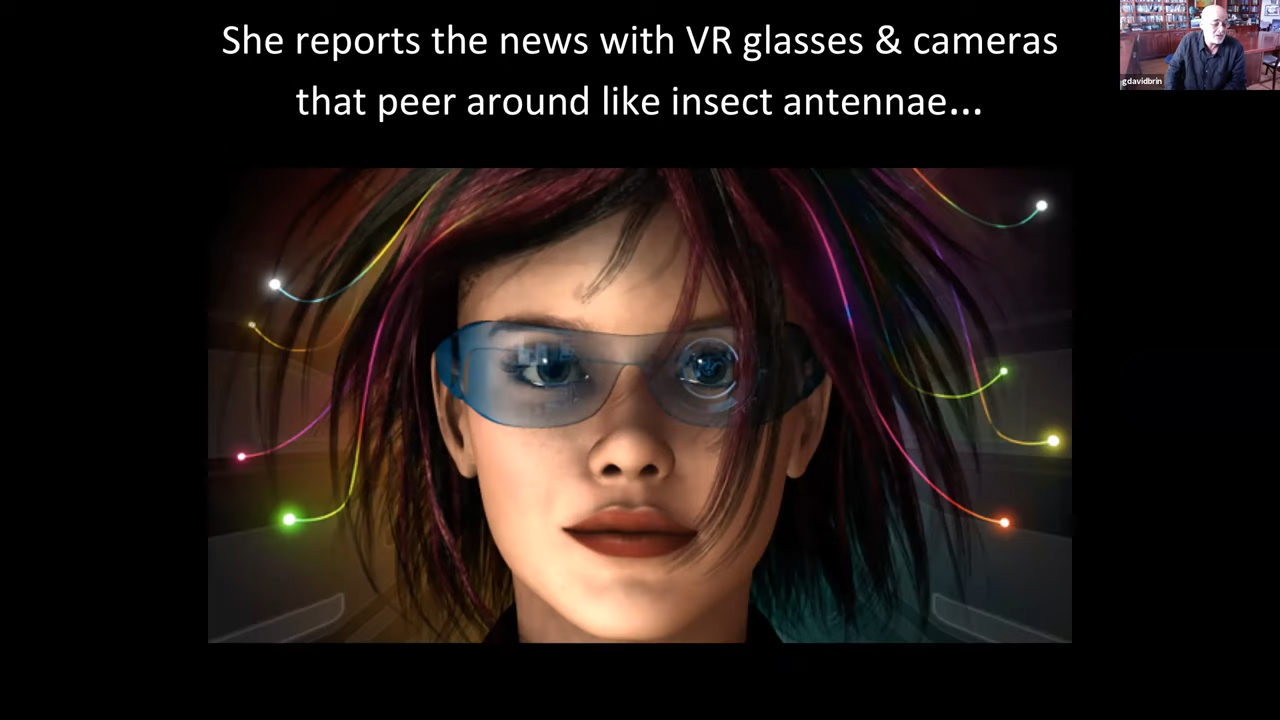 She reports the news with VR glasses & cameras
that peer around like insect antennae...
gdavidbrin